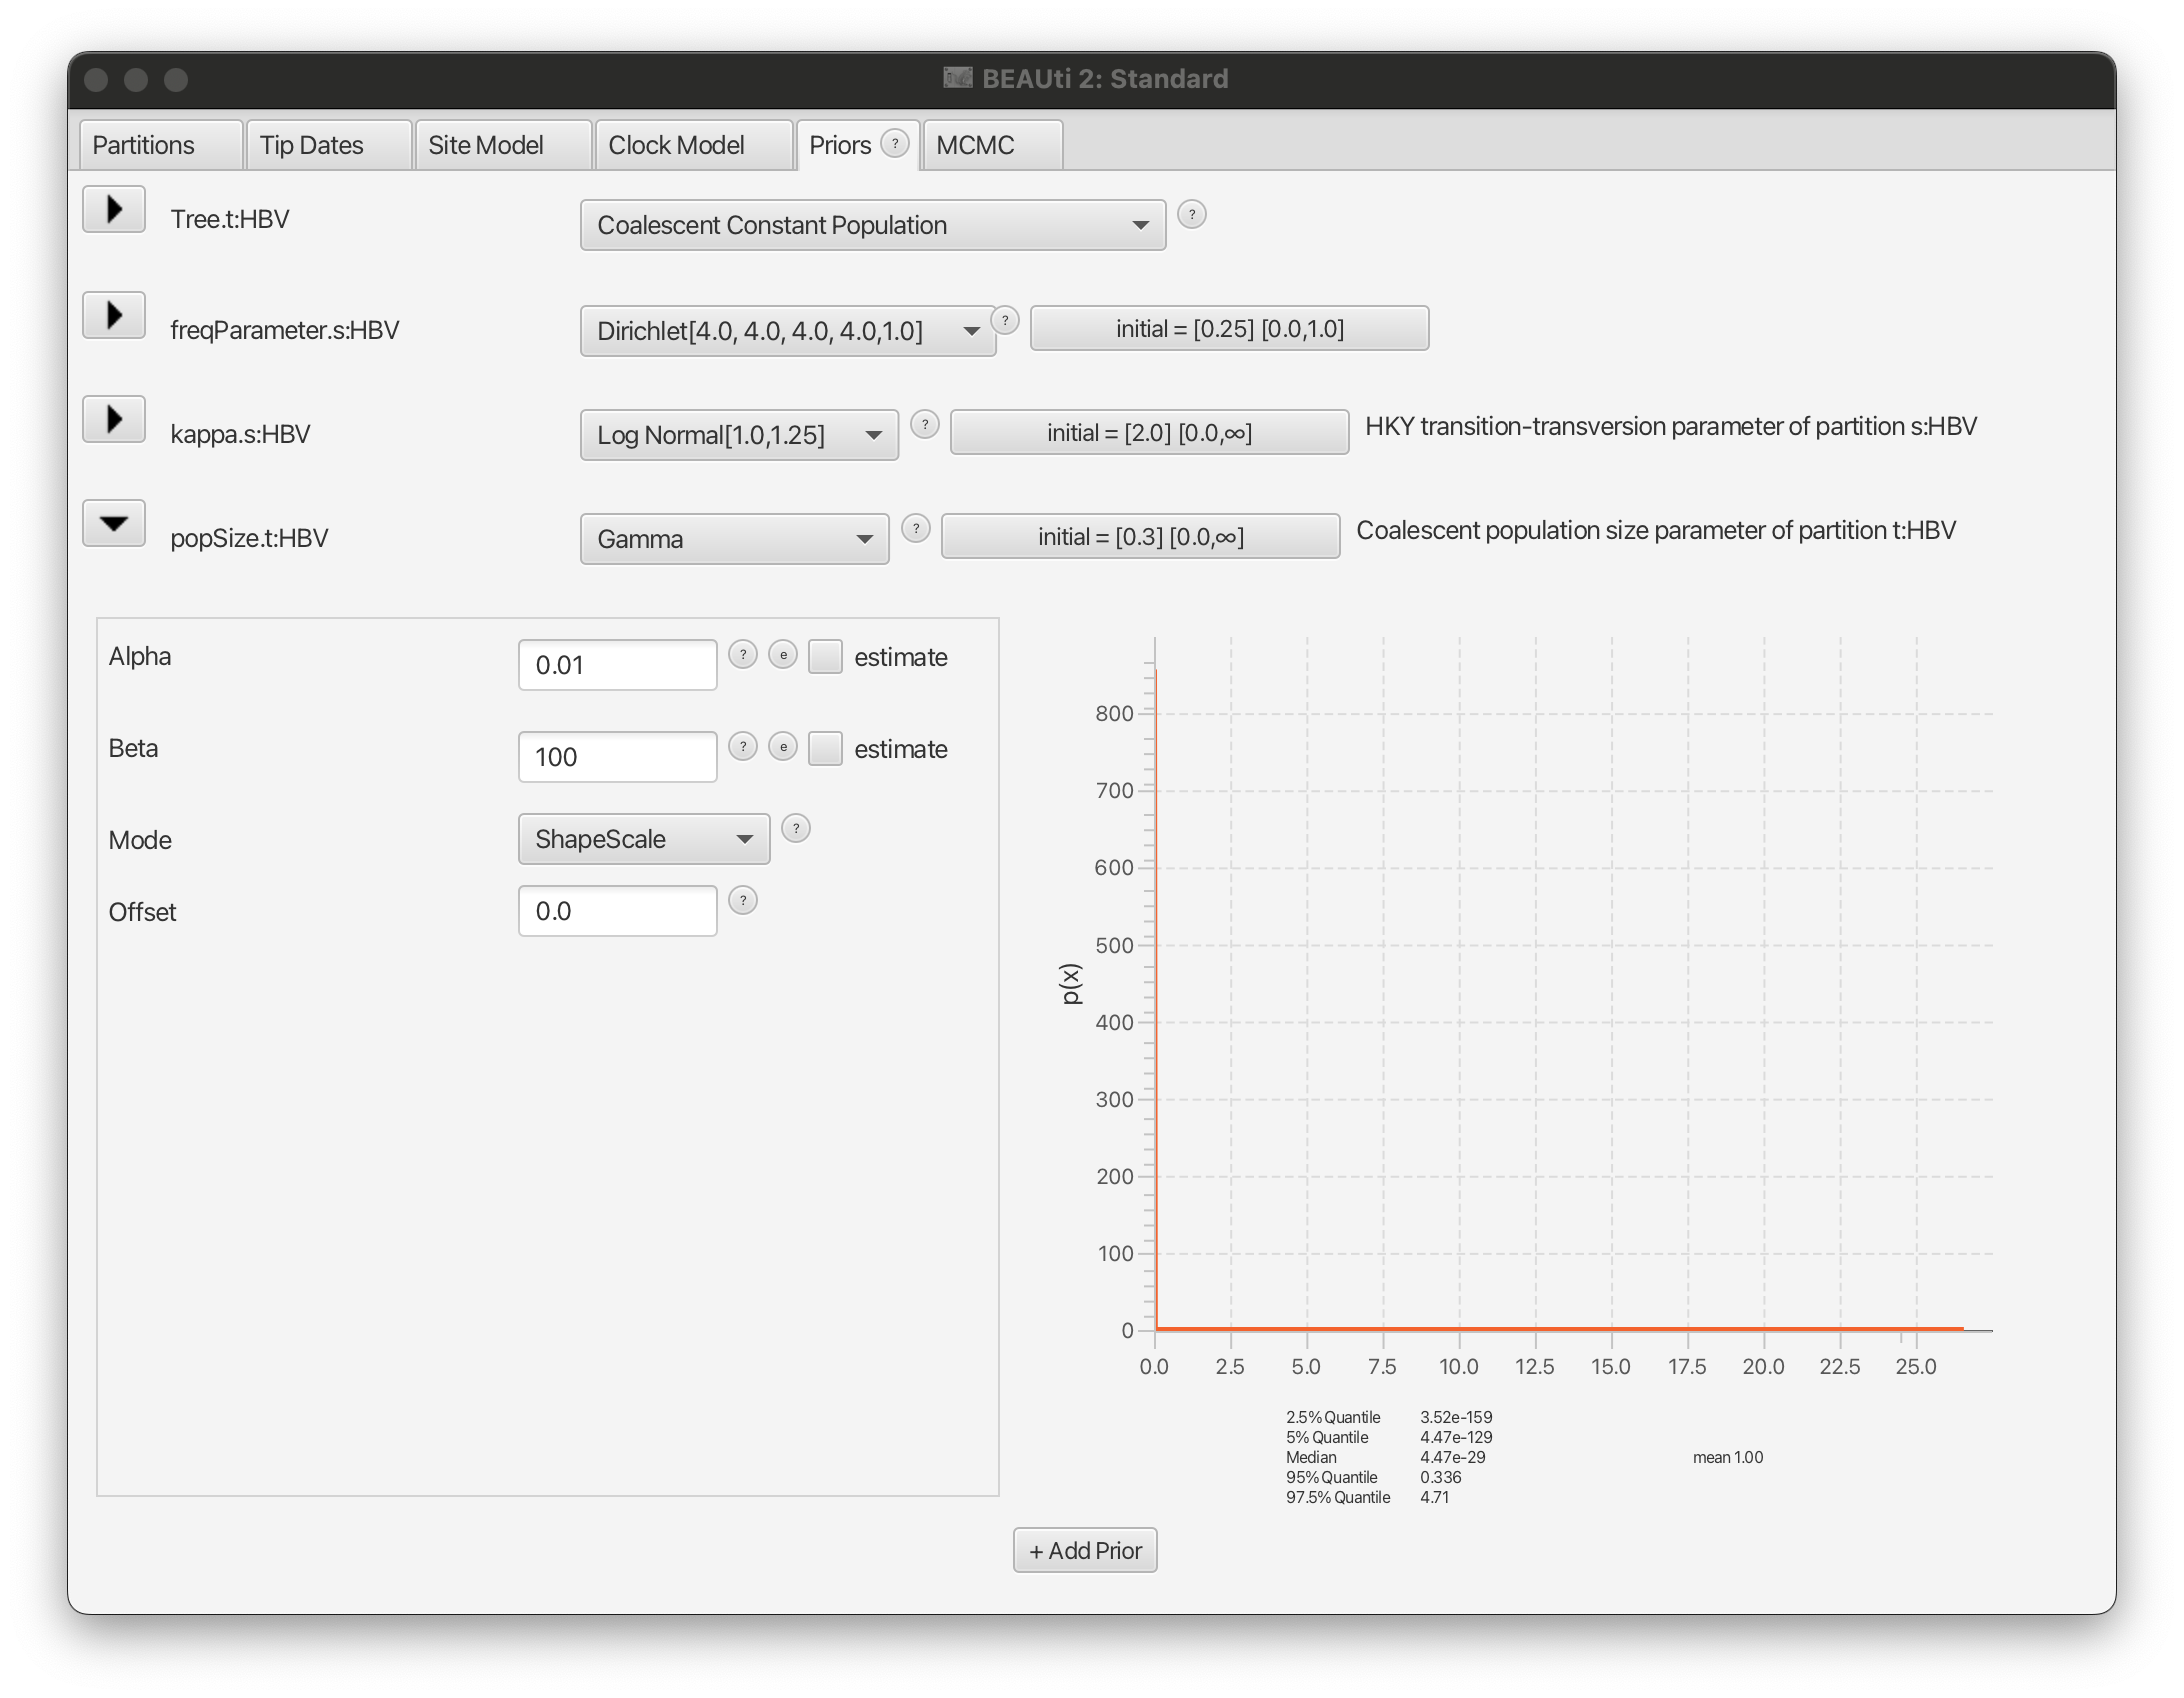 BEAUti 2: Standard
Partitions Tip Dates Site Model Clock Model Priors ? MCMC
Tree.t:HBV Coalescent Constant Population ?
freqParameter.s:HBV Dirichlet[4.0, 4.0, 4.0, 4.0,1.0] ? initial = [0.25] [0.0,1.0]
kappa.s:HBV Log Normal[1.0,1.25] ? initial = [2.0] [0.0,∞] HKY transition-transversion parameter of partition s:HBV
popSize.t:HBV Gamma ? initial = [0.3] [0.0,∞] Coalescent population size parameter of partition t:HBV
Alpha 0.01 ? e estimate
Beta 100 ? e estimate
Mode ShapeScale ?
Offset 0.0 ?
p(x)
800
700
600
500
400
300
200
100
0
0.0 2.5 5.0 7.5 10.0 12.5 15.0 17.5 20.0 22.5 25.0
2.5% Quantile 3.52e-159
5% Quantile 4.47e-129
Median 4.47e-29 mean 1.00
95% Quantile 0.336
97.5% Quantile 4.71
+ Add Prior